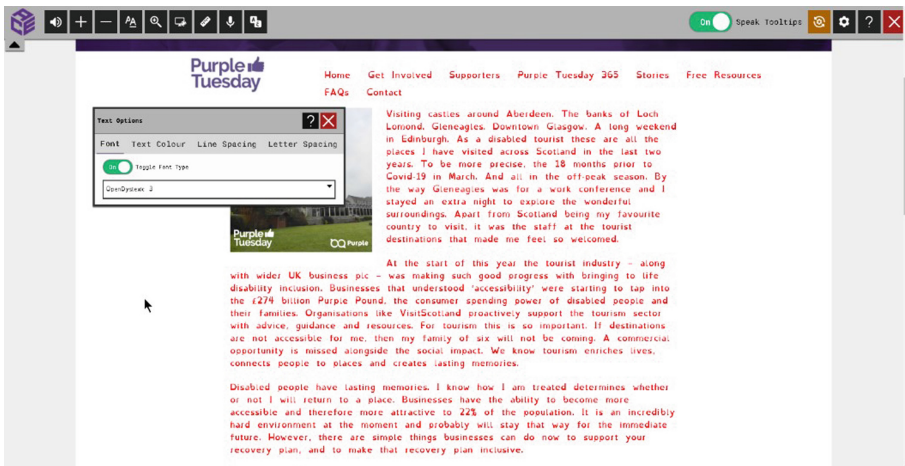 On Speak Tooltips
Purple
Tuesday
Home Get Involved Supporters Purple Tuesday 365 Stories Free Resources
FAQs Contact
Text Options
Font Text Colour Line Spacing Letter Spacing
On Toggle Font Type
OpenDyslexic 3
Purple
Tuesday
Purple
Visiting castles around Aberdeen. The banks of Loch
Lomond. Gleneagles. Downtown Glasgow. A long weekend
in Edinburgh. As a disabled tourist these are all the
places I have visited across Scotland in the last two
years. To be more precise, the 18 months prior to
Covid-19 in March. And all in the off-peak season. By
the way Gleneagles was for a work conference and I
stayed an extra night to explore the wonderful
surroundings. Apart from Scotland being my favourite
country to visit, it was the staff at the tourist
destinations that made me feel so welcomed.
At the start of this year the tourist industry – along
with wider UK business plc – was making such good progress with bringing to life
disability inclusion. Businesses that understood 'accessibility' were starting to tap into
the £274 billion Purple Pound, the consumer spending power of disabled people and
their families. Organisations like VisitScotland proactively support the tourism sector
with advice, guidance and resources. For tourism this is so important. If destinations
are not accessible for me, then my family of six will not be coming. A commercial
opportunity is missed alongside the social impact. We know tourism enriches lives,
connects people to places and creates lasting memories.
Disabled people have lasting memories. I know how I am treated determines whether
or not I will return to a place. Businesses have the ability to become more
accessible and therefore more attractive to 22% of the population. It is an incredibly
hard environment at the moment and probably will stay that way for the immediate
future. However, there are simple things businesses can do now to support your
recovery plan, and to make that recovery plan inclusive.